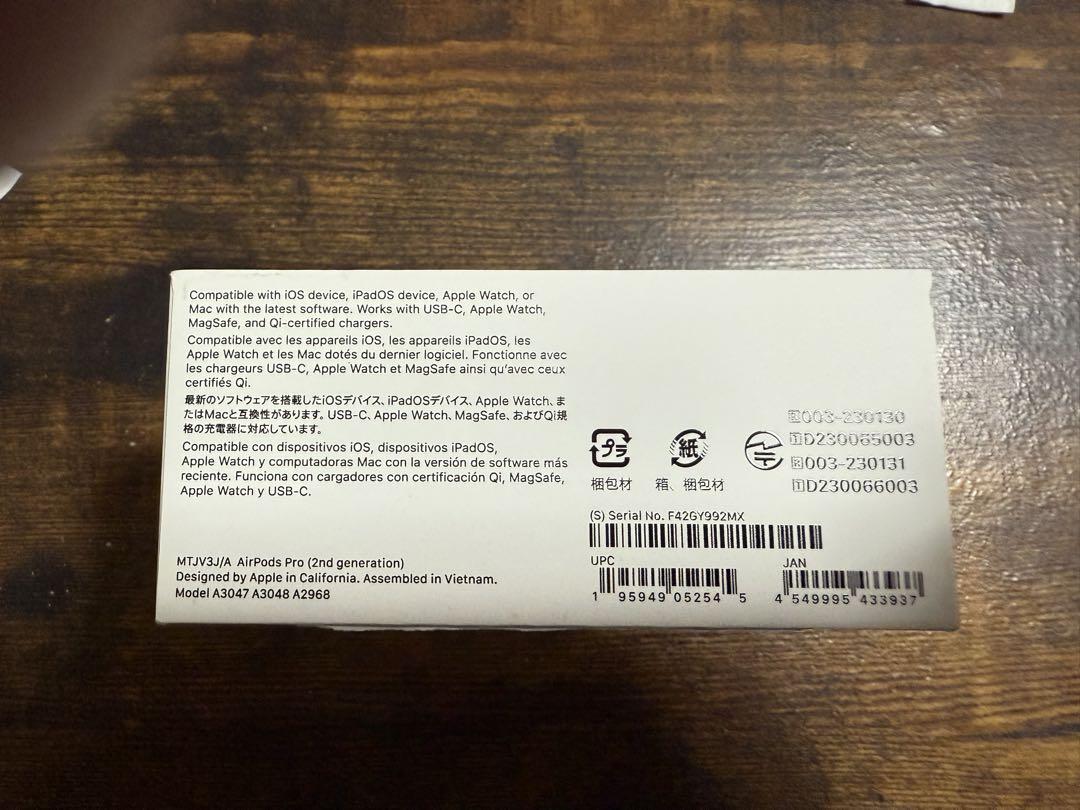 Compatible with iOS device, iPadOS device, Apple Watch, or
Mac with the latest software. Works with USB-C, Apple Watch,
MagSafe, and Qi-certified chargers.
Compatible avec les appareils iOS, les appareils iPadOS, les
Apple Watch et les Mac dotés du dernier logiciel. Fonctionne avec
les chargeurs USB-C, Apple Watch et MagSafe ainsi qu'avec ceux
certifiés Qi.
最新のソフトウェアを搭載したiOSデバイス、iPadOSデバイス、Apple Watch、ま
たはMacと互換性があります。USB-C、Apple Watch、MagSafe、およびQi規
格の充電器に対応しています。
Compatible con dispositivos iOS, dispositivos iPadOS,
Apple Watch y computadoras Mac con la versión de software más
reciente. Funciona con cargadores con certificación Qi, MagSafe,
Apple Watch y USB-C.
MTJV3J/A AirPods Pro (2nd generation)
Designed by Apple in California. Assembled in Vietnam.
Model A3047 A3048 A2968
プラ
梱包材
紙
箱、梱包材
R 003-230130
T D230065003
R 003-230131
T D230066003
(S) Serial No. F42GY992MX
UPC
1 95949 05254 5
JAN
4 549995 433937